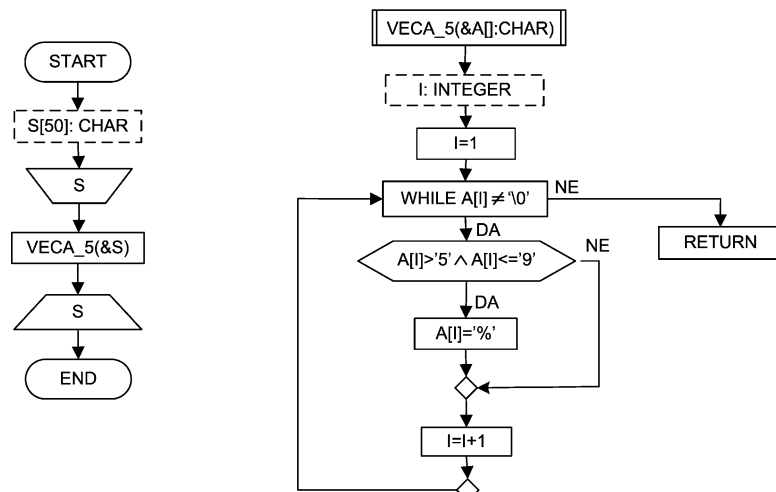 START
S[50]: CHAR
S
VECA_5(&S)
S
END
VECA_5(&A[]:CHAR)
I: INTEGER
I=1
WHILE A[I] ≠ '\0'
NE
DA
RETURN
A[I]>'5' ∧ A[I]<='9'
NE
DA
A[I]='%'
I=I+1